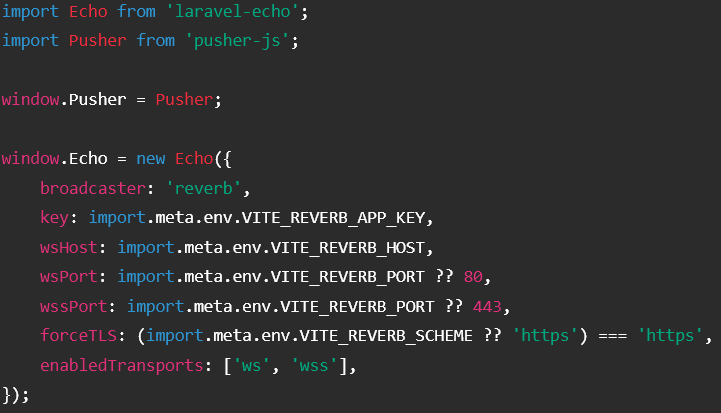 import Echo from 'laravel-echo';
import Pusher from 'pusher-js';

window.Pusher = Pusher;

window.Echo = new Echo({
    broadcaster: 'reverb',
    key: import.meta.env.VITE_REVERB_APP_KEY,
    wsHost: import.meta.env.VITE_REVERB_HOST,
    wsPort: import.meta.env.VITE_REVERB_PORT ?? 80,
    wssPort: import.meta.env.VITE_REVERB_PORT ?? 443,
    forceTLS: (import.meta.env.VITE_REVERB_SCHEME ?? 'https') === 'https',
    enabledTransports: ['ws', 'wss'],
});